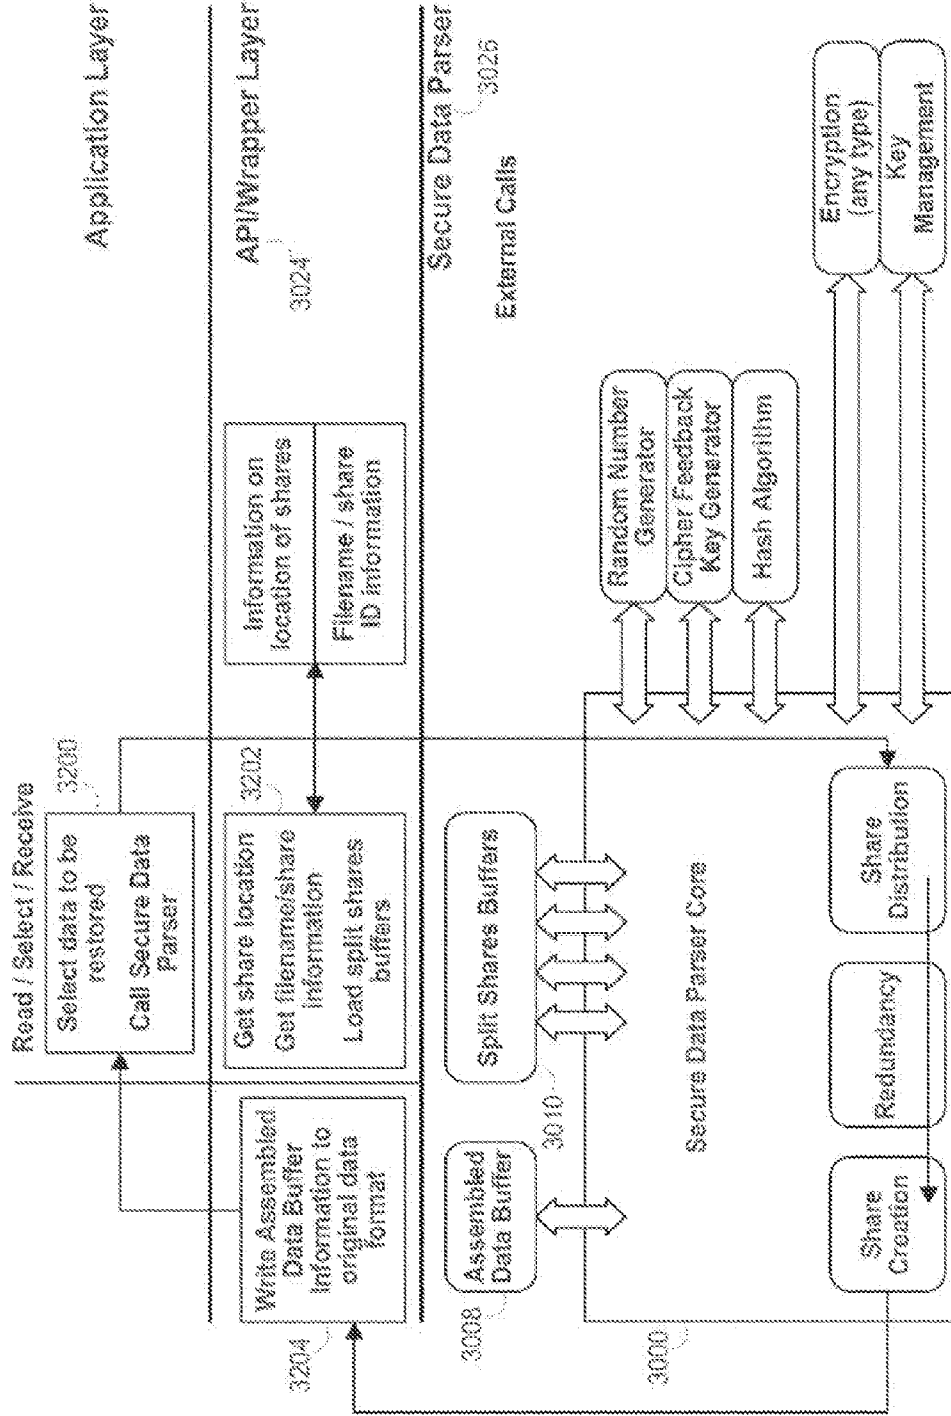 Read / Select / Receive
Application Layer
3200
Select data to be
restored
Call Secure Data
Parser
API/Wrapper Layer
3024
Write Assembled
Data Buffer
Information to
original data
format
3204
Get share location
Get filename/share
information
Load split shares
buffers
3202
Information on
location of shares
Filename / share
ID information
Secure Data Parser
3026
External Calls
Assembled
Data Buffer
3008
Split Shares Buffers
3010
Random Number
Generator
Cipher Feedback
Key Generator
Hash Algorithm
Secure Data Parser Core
3000
Share
Creation
Redundancy
Share
Distribution
Encryption
(any type)
Key
Management